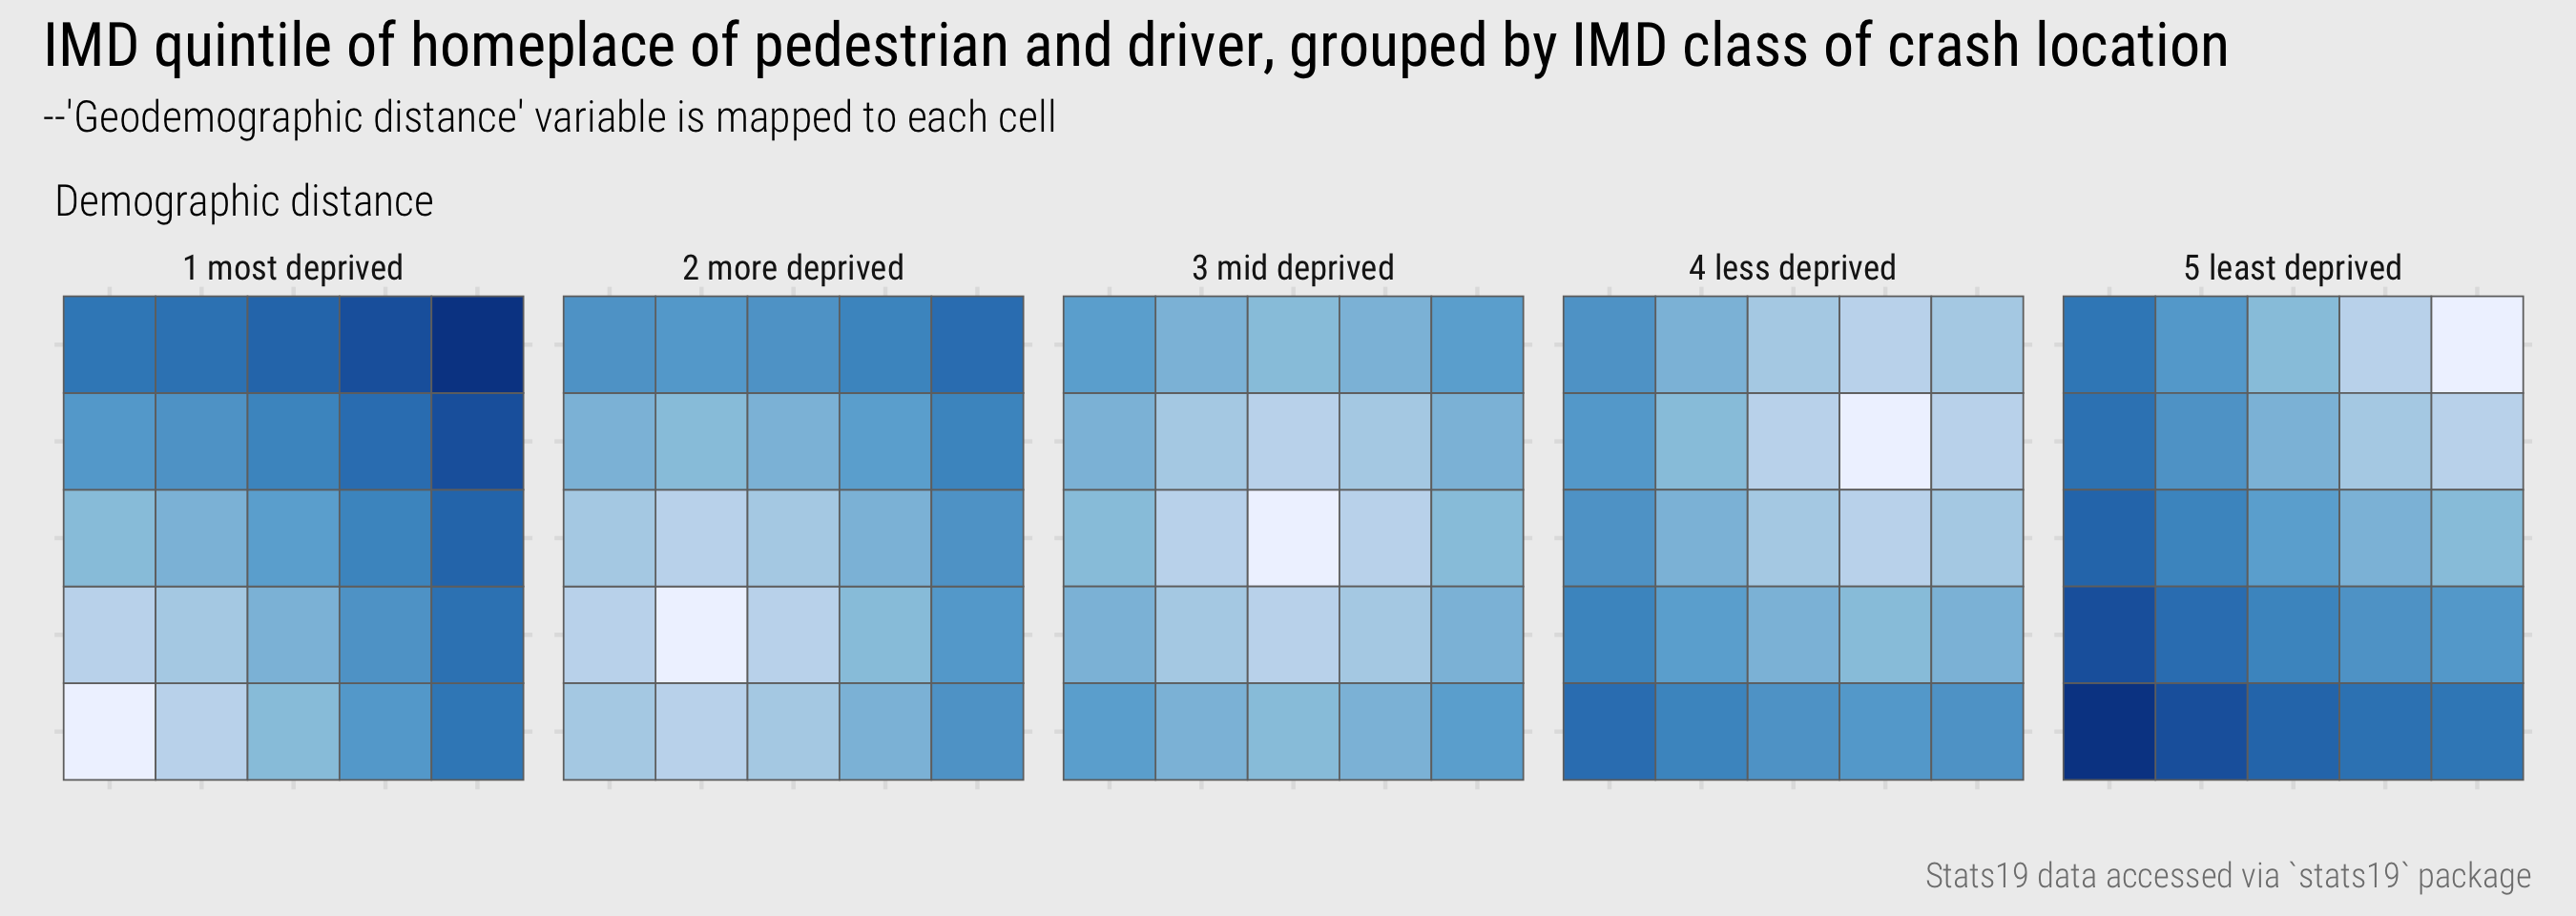 IMD quintile of homeplace of pedestrian and driver, grouped by IMD class of crash location
--'Geodemographic distance' variable is mapped to each cell
Demographic distance
1 most deprived
2 more deprived
3 mid deprived
4 less deprived
5 least deprived
Stats19 data accessed via `stats19` package